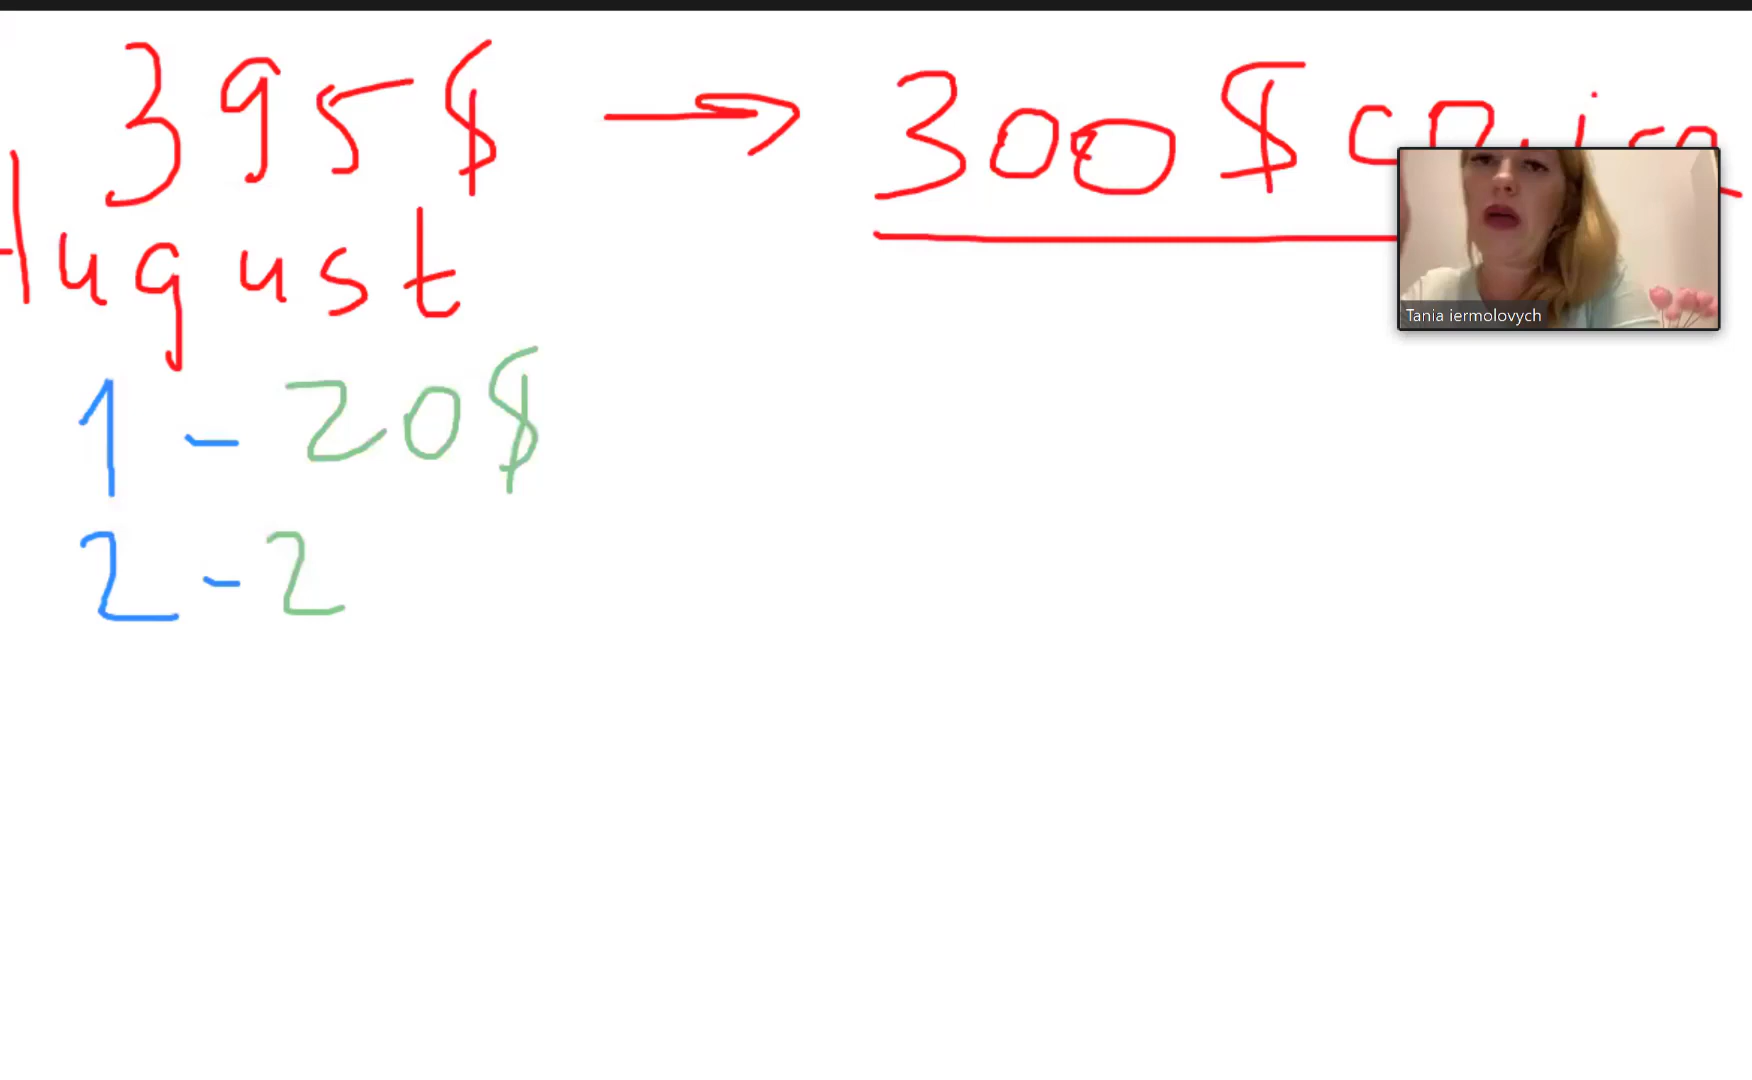 395$ → 300$
August
Tania iermolovych
1 - 20$
2 - 2